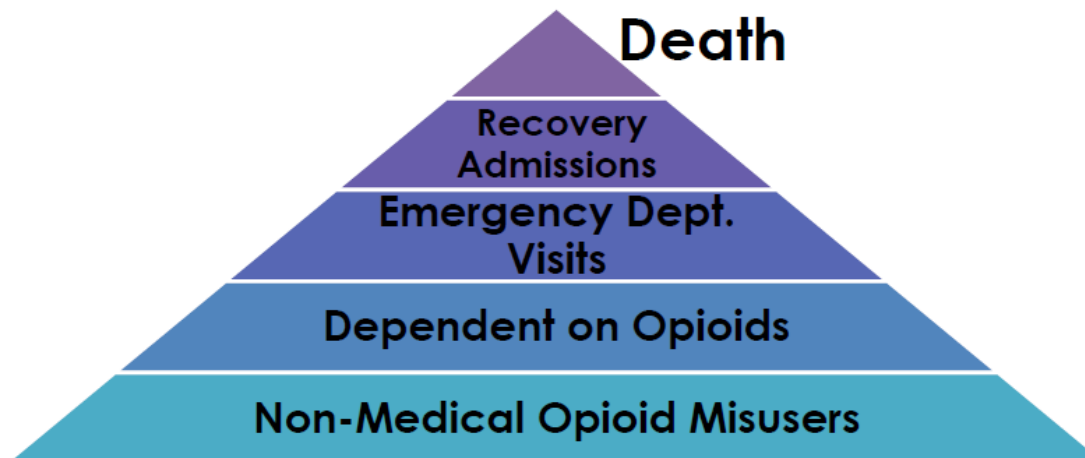 Death
Recovery
Admissions
Emergency Dept.
Visits
Dependent on Opioids
Non-Medical Opioid Misusers